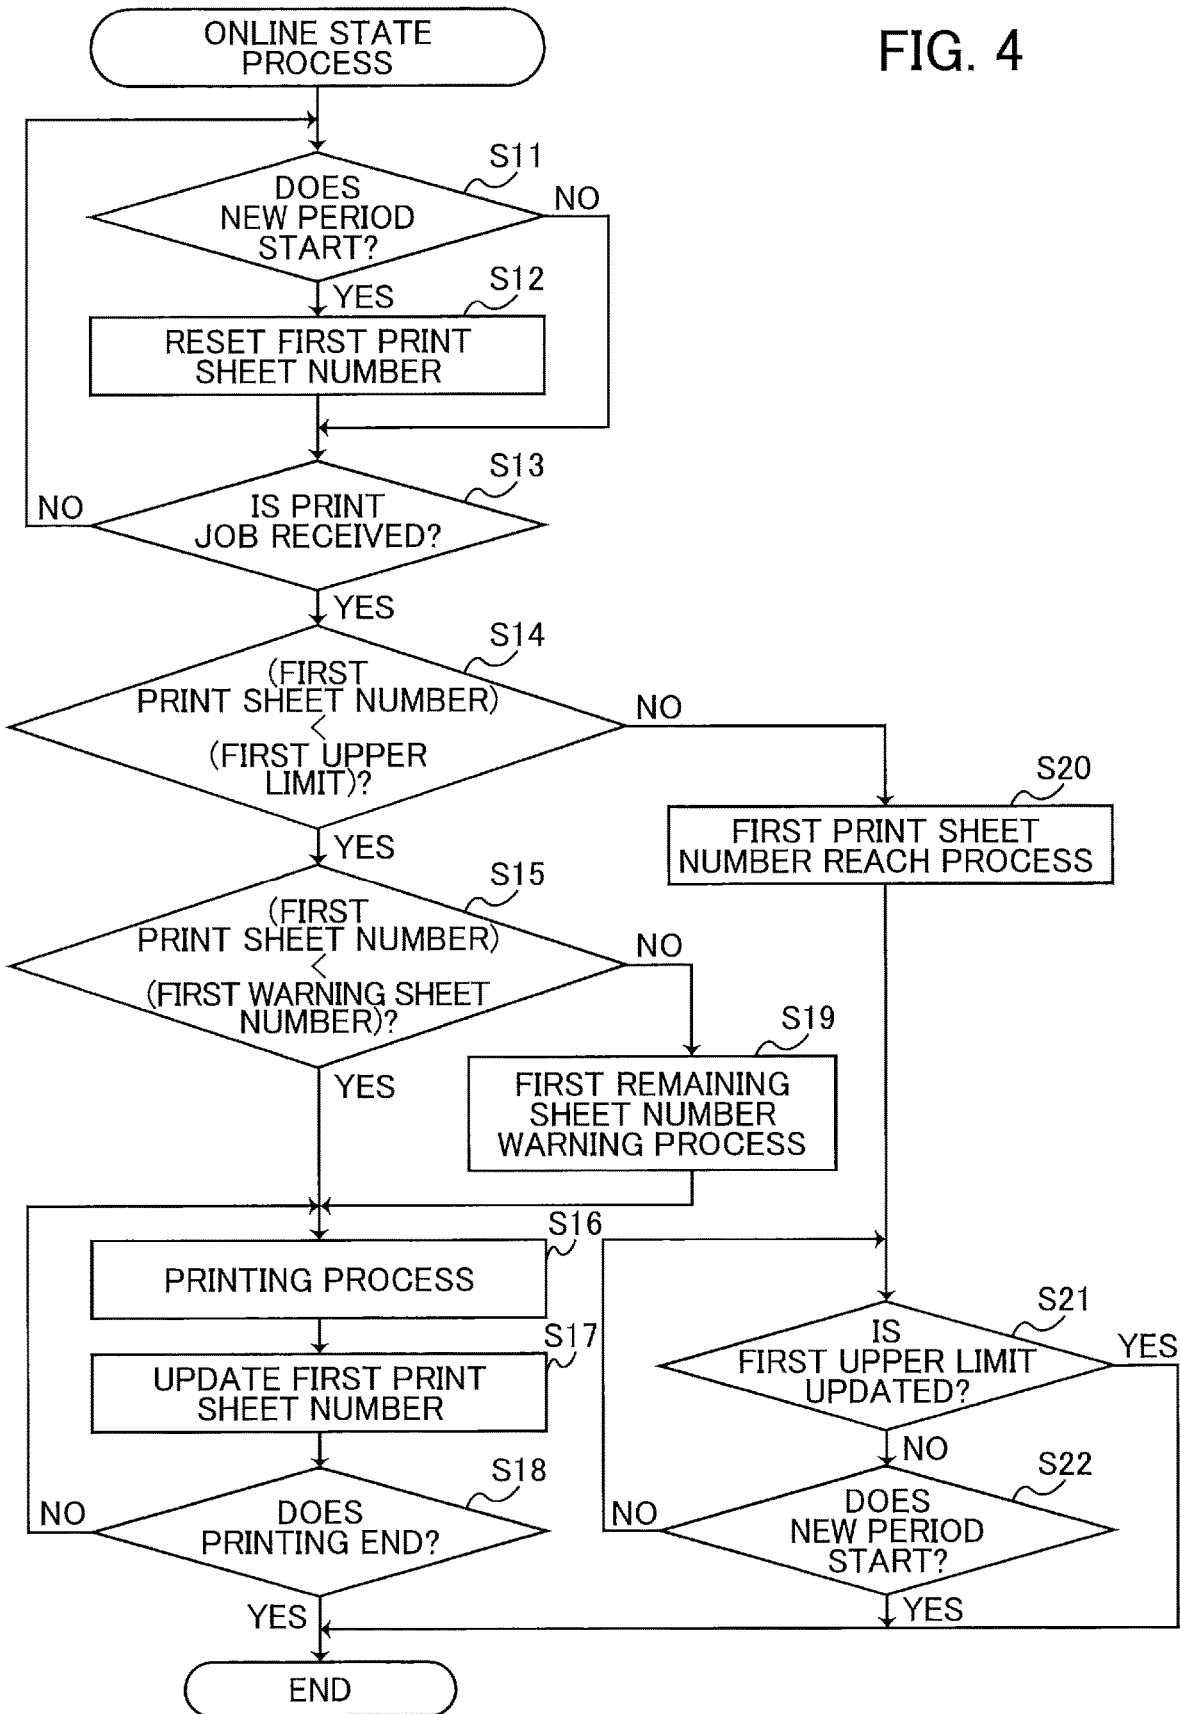 ONLINE STATE
PROCESS
FIG. 4
S11
DOES
NEW PERIOD
START?
NO
S12
YES
RESET FIRST PRINT
SHEET NUMBER
S13
NO
IS PRINT
JOB RECEIVED?
YES
S14
(FIRST
PRINT SHEET NUMBER)
<
(FIRST UPPER
LIMIT)?
NO
YES
S20
FIRST PRINT SHEET
NUMBER REACH PROCESS
S15
(FIRST
PRINT SHEET NUMBER)
<
(FIRST WARNING SHEET
NUMBER)?
NO
YES
S19
FIRST REMAINING
SHEET NUMBER
WARNING PROCESS
S16
PRINTING PROCESS
S17
UPDATE FIRST PRINT
SHEET NUMBER
S18
NO
DOES
PRINTING END?
YES
S21
IS
FIRST UPPER LIMIT
UPDATED?
YES
NO
S22
NO
DOES
NEW PERIOD
START?
YES
END